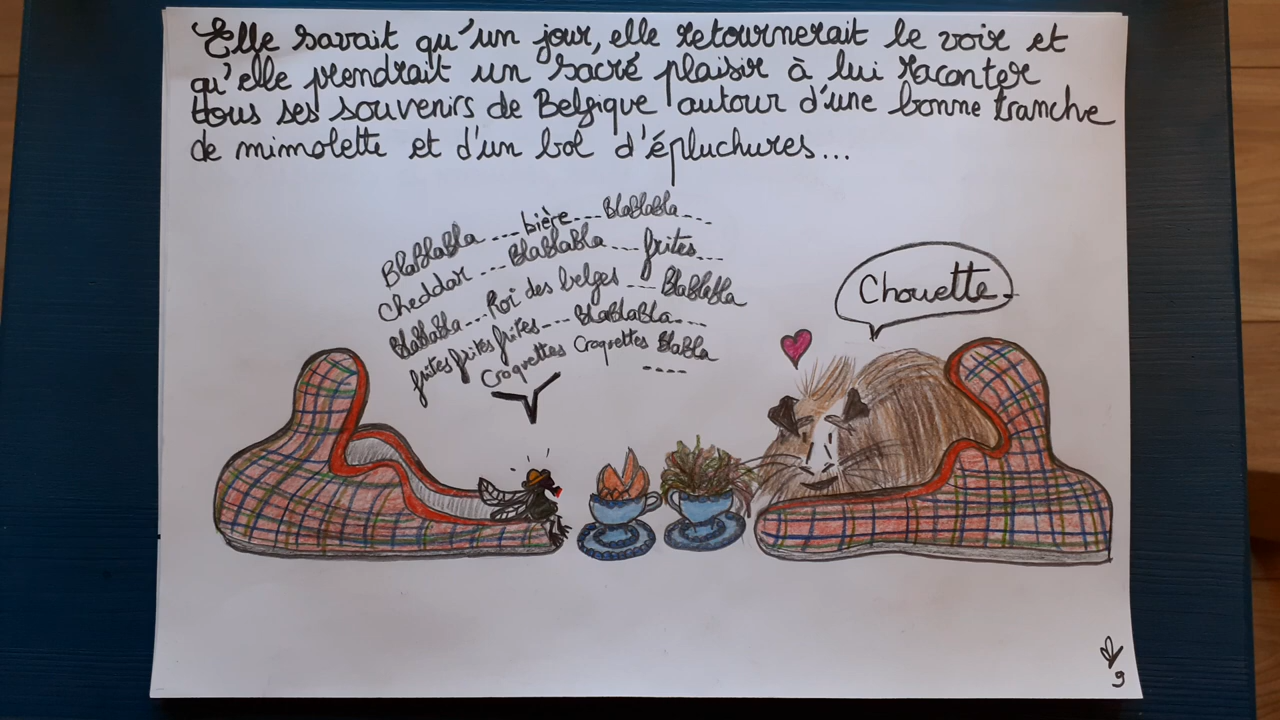 Elle savait qu'un jour, elle retournerait le voir et
qu'elle prendrait un sacré plaisir à lui raconter
tous ses souvenirs de Belgique autour d'une bonne tranche
de mimolette et d'un bol d'épluchures...
BlaBlaBla ... bière ... BlaBlaBla ...
Cheddar ... BlaBlaBla ... frites ...
BlaBlaBla ... Roi des belges ... BlaBlaBla
frites frites frites ... BlaBlaBla ...
Croquettes Croquettes BlaBla
....
Chouette.
9